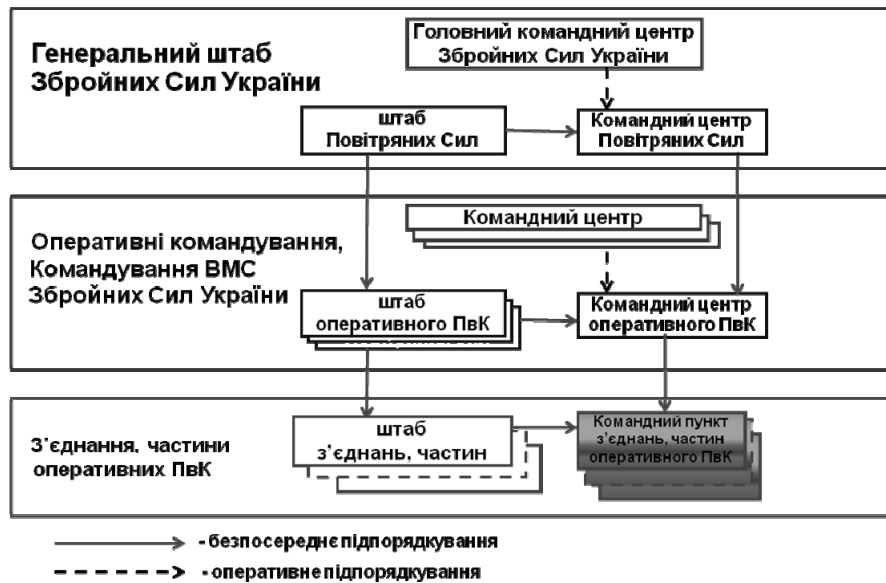 Генеральний штаб
Збройних Сил України
Головний командний центр
Збройних Сил України
штаб
Повітряних Сил
Командний центр
Повітряних Сил
Оперативні командування,
Командування ВМС
Збройних Сил України
Командний центр
штаб
оперативного ПвК
Командний центр
оперативного ПвК
З'єднання, частини
оперативних ПвК
штаб
з'єднань, частин
Командний пункт
з'єднань, частин
оперативного ПвК
- безпосереднє підпорядкування
- оперативне підпорядкування